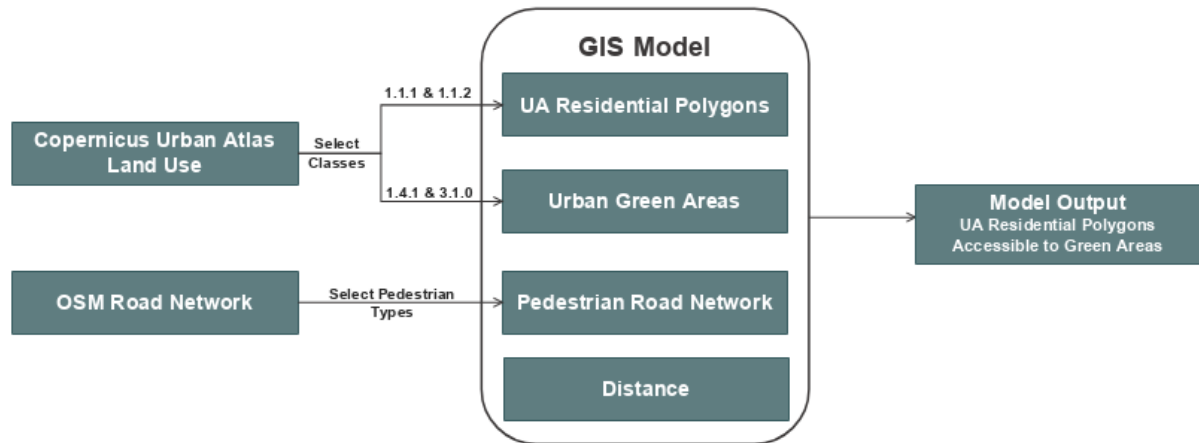 GIS Model
1.1.1 & 1.1.2
UA Residential Polygons
Copernicus Urban Atlas
Land Use
Select
Classes
1.4.1 & 3.1.0
Urban Green Areas
Model Output
UA Residential Polygons
Accessible to Green Areas
OSM Road Network
Select Pedestrian
Types
Pedestrian Road Network
Distance